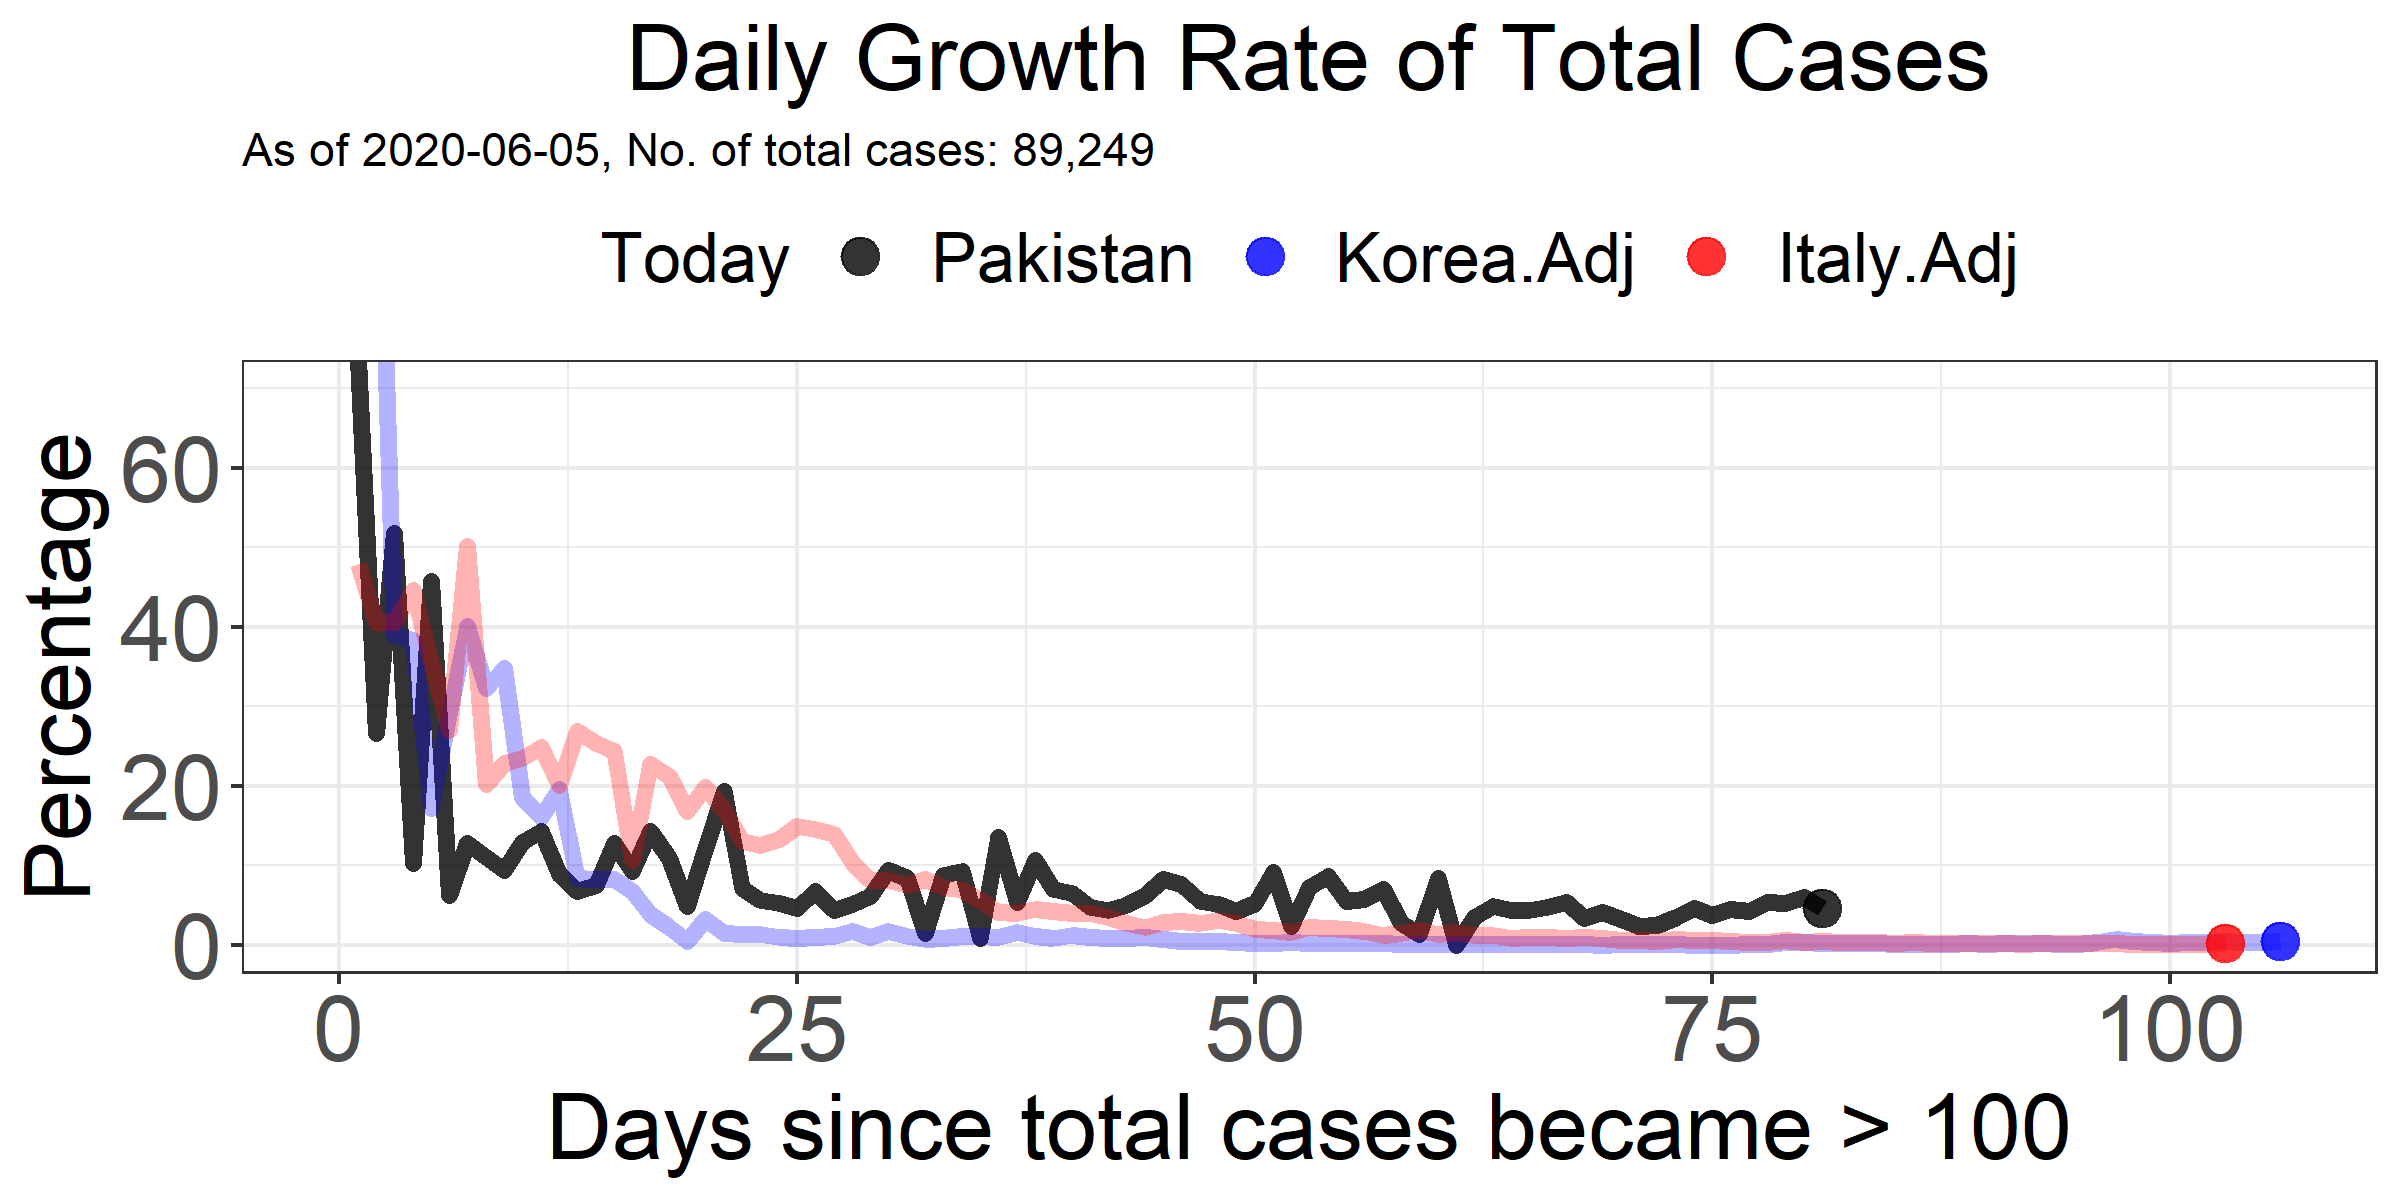 Daily Growth Rate of Total Cases
As of 2020-06-05, No. of total cases: 89,249
Today Pakistan Korea.Adj Italy.Adj
Percentage
60
40
20
0
0 25 50 75 100
Days since total cases became > 100